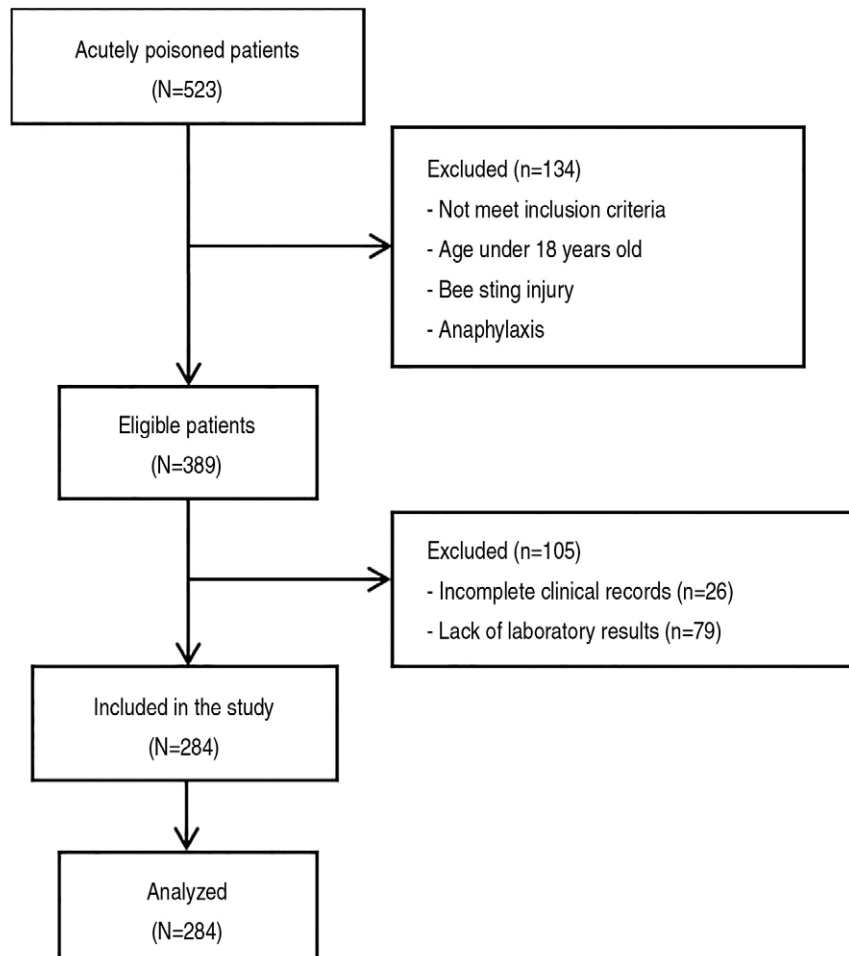 Acutely poisoned patients
(N=523)
Excluded (n=134)
- Not meet inclusion criteria
- Age under 18 years old
- Bee sting injury
- Anaphylaxis
Eligible patients
(N=389)
Excluded (n=105)
- Incomplete clinical records (n=26)
- Lack of laboratory results (n=79)
Included in the study
(N=284)
Analyzed
(N=284)